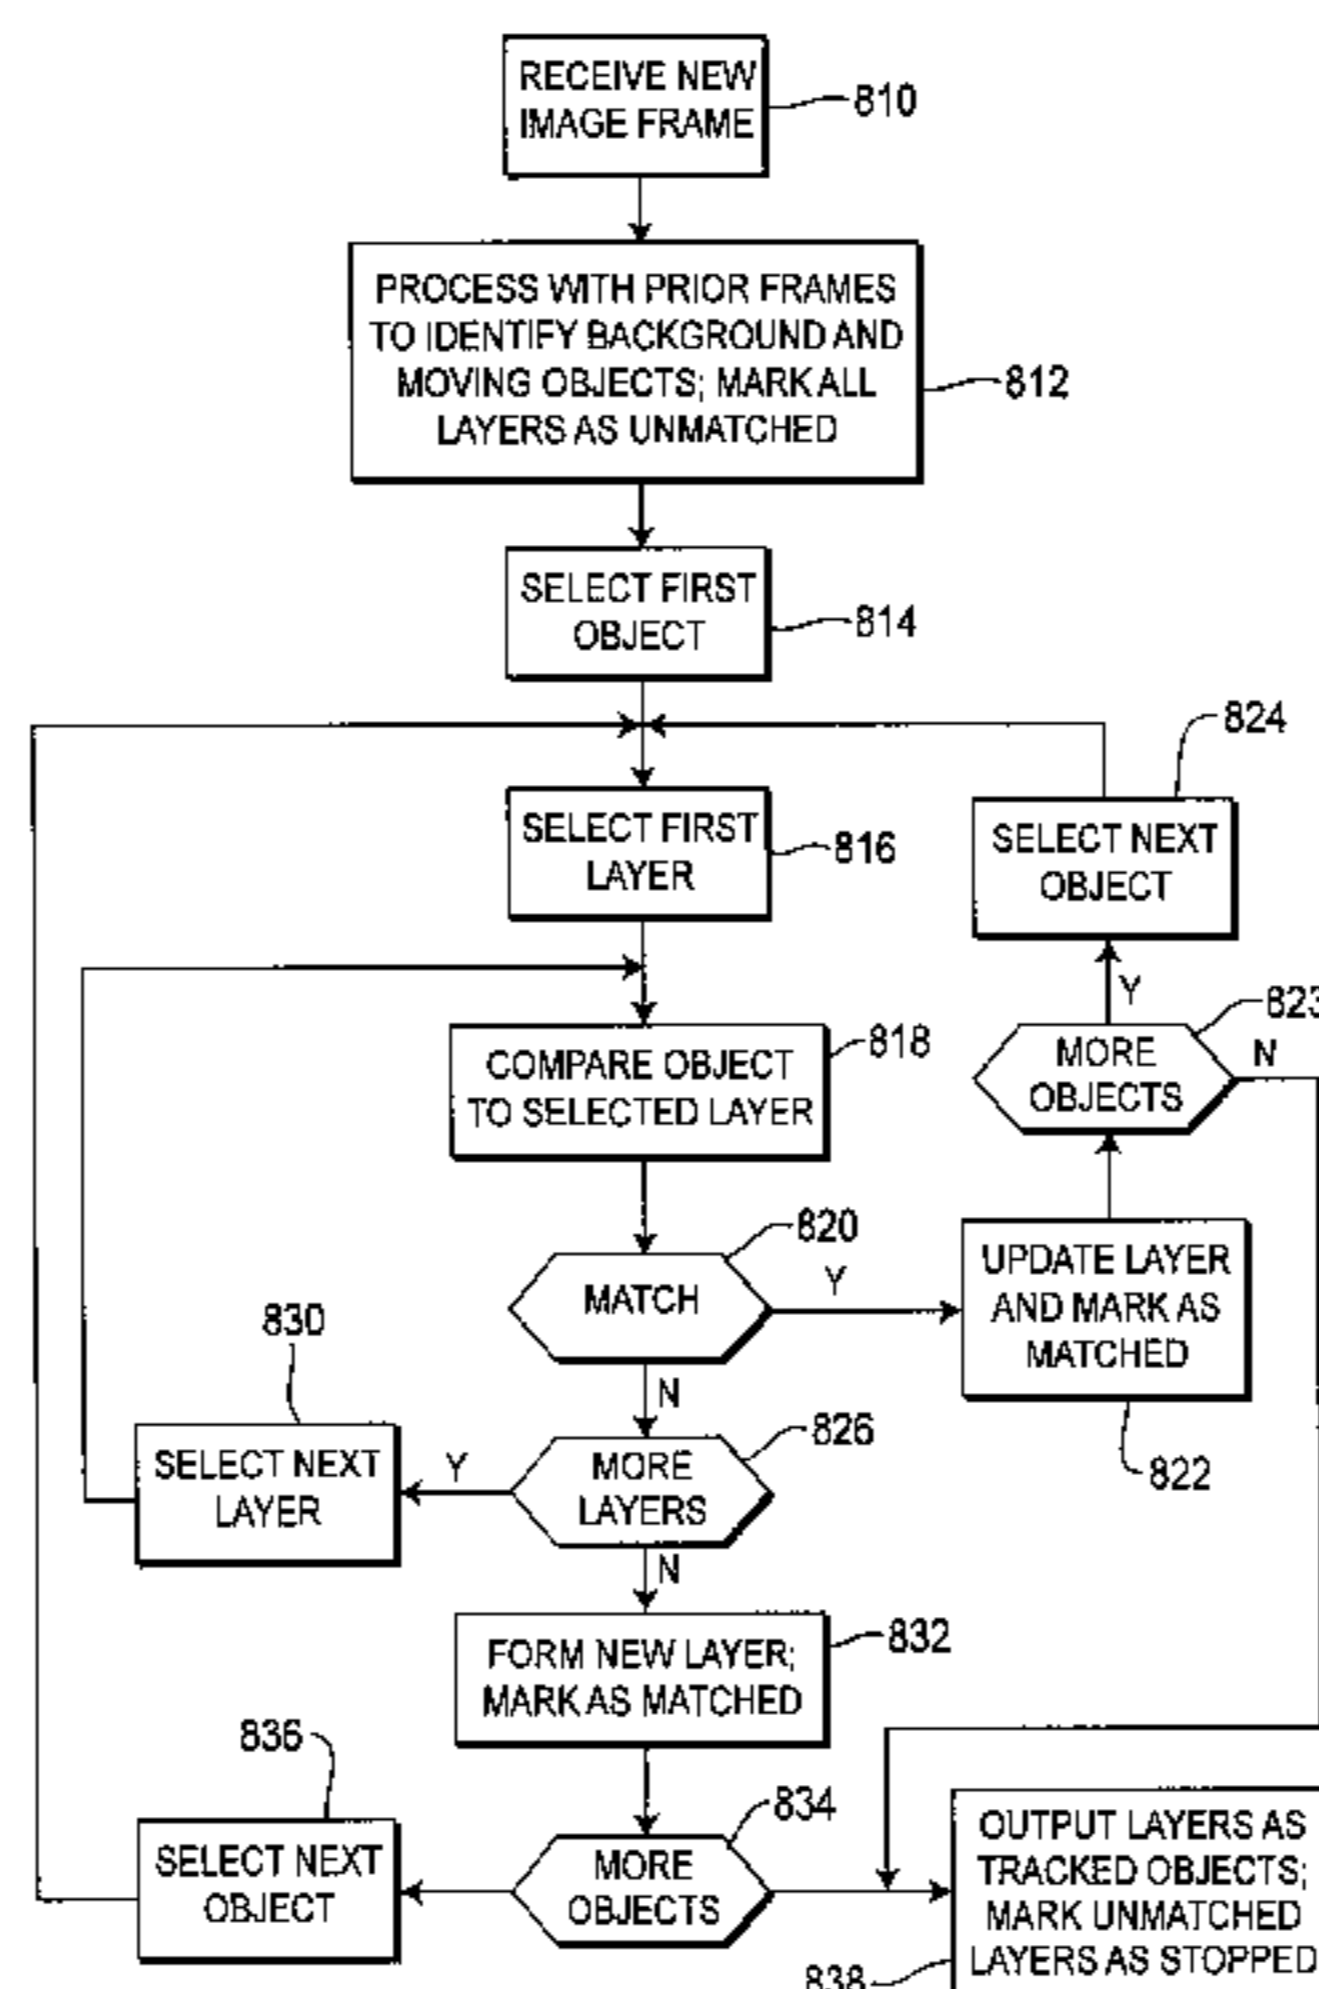 RECEIVE NEW
IMAGE FRAME
810
PROCESS WITH PRIOR FRAMES
TO IDENTIFY BACKGROUND AND
MOVING OBJECTS; MARK ALL
LAYERS AS UNMATCHED
812
SELECT FIRST
OBJECT
814
824
SELECT FIRST
LAYER
816
SELECT NEXT
OBJECT
Y
823
COMPARE OBJECT
TO SELECTED LAYER
818
MORE
OBJECTS
N
820
MATCH
Y
UPDATE LAYER
AND MARK AS
MATCHED
822
N
830
SELECT NEXT
LAYER
Y
MORE
LAYERS
826
N
FORM NEW LAYER;
MARK AS MATCHED
832
836
SELECT NEXT
OBJECT
MORE
OBJECTS
834
OUTPUT LAYERS AS
TRACKED OBJECTS;
MARK UNMATCHED
LAYERS AS STOPPED
838